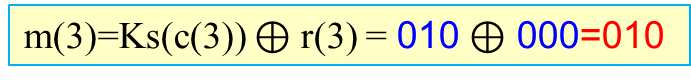 m(3)=Ks(c(3)) ⊕ r(3) = 010 ⊕ 000=010